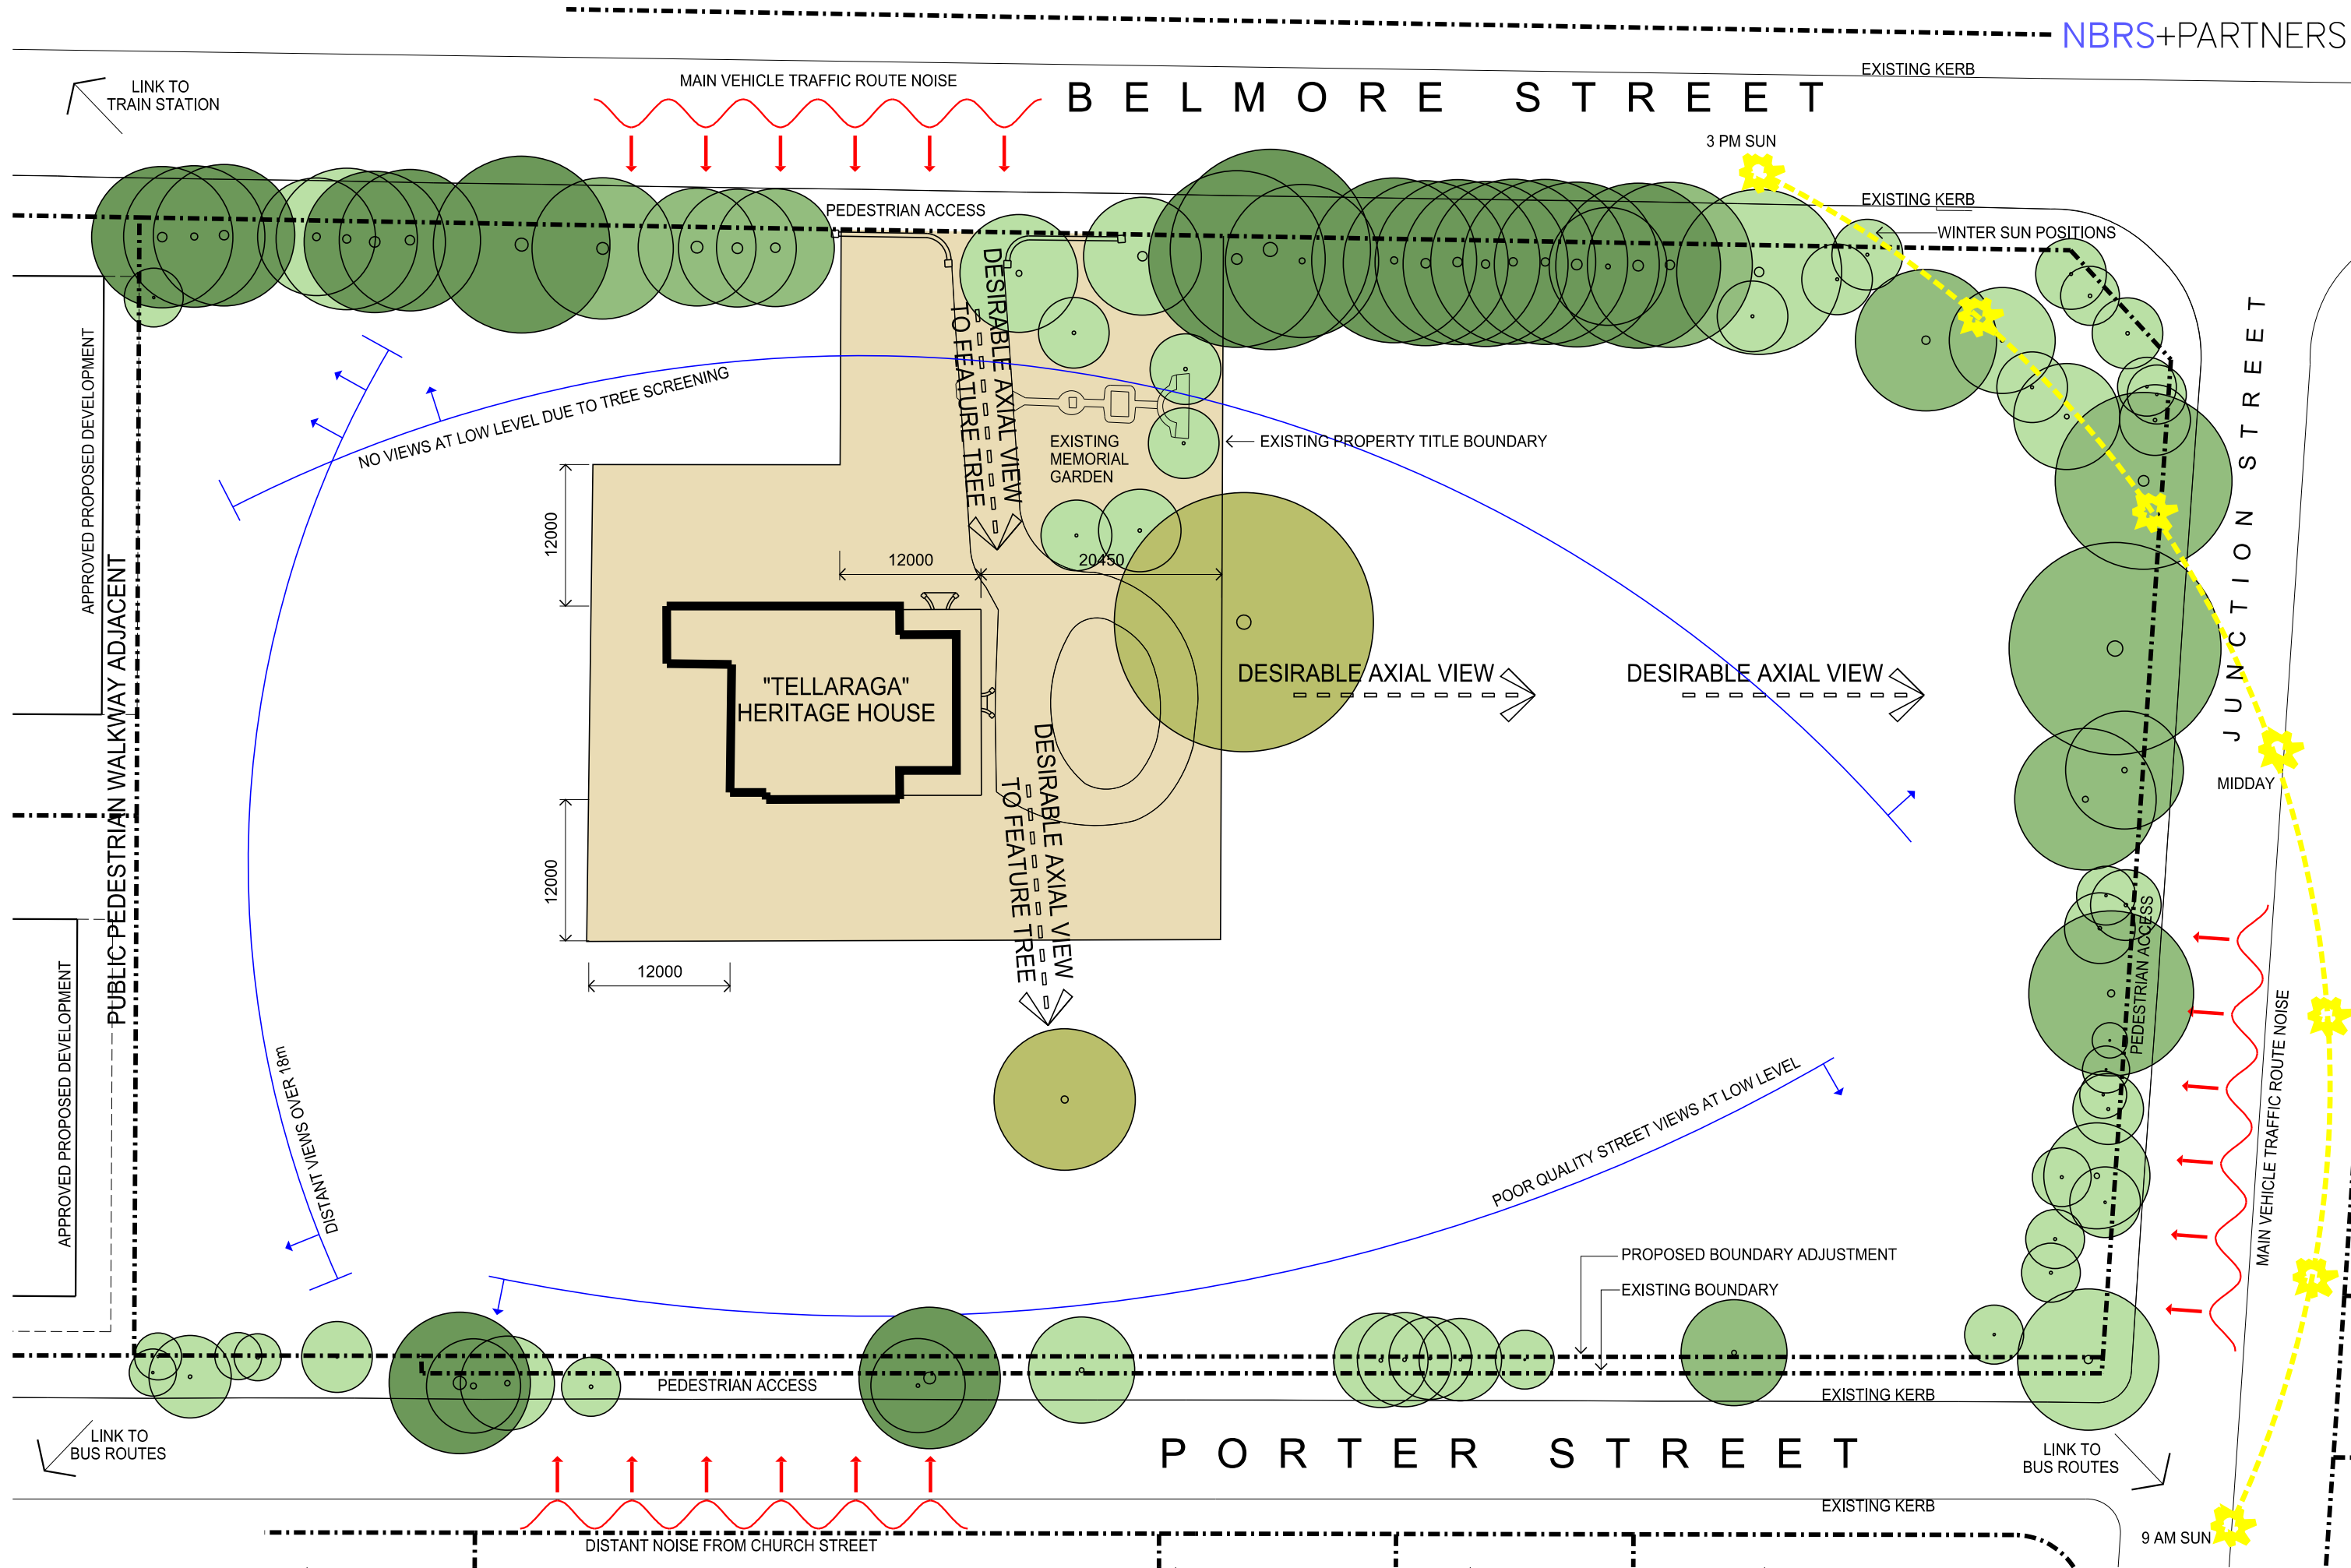 NBRS+PARTNERS
EXISTING KERB
MAIN VEHICLE TRAFFIC ROUTE NOISE
LINK TO
TRAIN STATION
BELMORE STREET
3 PM SUN
EXISTING KERB
PEDESTRIAN ACCESS
WINTER SUN POSITIONS
DESIRABLE AXIAL VIEW
TO FEATURE TREE
APPROVED PROPOSED DEVELOPMENT
NO VIEWS AT LOW LEVEL DUE TO TREE SCREENING
EXISTING
MEMORIAL
GARDEN
EXISTING PROPERTY TITLE BOUNDARY
JUNCTION STREET
12000
12000
20450
PUBLIC PEDESTRIAN WALKWAY ADJACENT
"TELLARAGA"
HERITAGE HOUSE
DESIRABLE AXIAL VIEW
DESIRABLE AXIAL VIEW
MIDDAY
DESIRABLE AXIAL VIEW
TO FEATURE TREE
12000
12000
PEDESTRIAN ACCESS
MAIN VEHICLE TRAFFIC ROUTE NOISE
APPROVED PROPOSED DEVELOPMENT
DISTANT VIEWS OVER 18m
POOR QUALITY STREET VIEWS AT LOW LEVEL
PROPOSED BOUNDARY ADJUSTMENT
EXISTING BOUNDARY
PEDESTRIAN ACCESS
EXISTING KERB
LINK TO
BUS ROUTES
PORTER STREET
LINK TO
BUS ROUTES
EXISTING KERB
DISTANT NOISE FROM CHURCH STREET
9 AM SUN